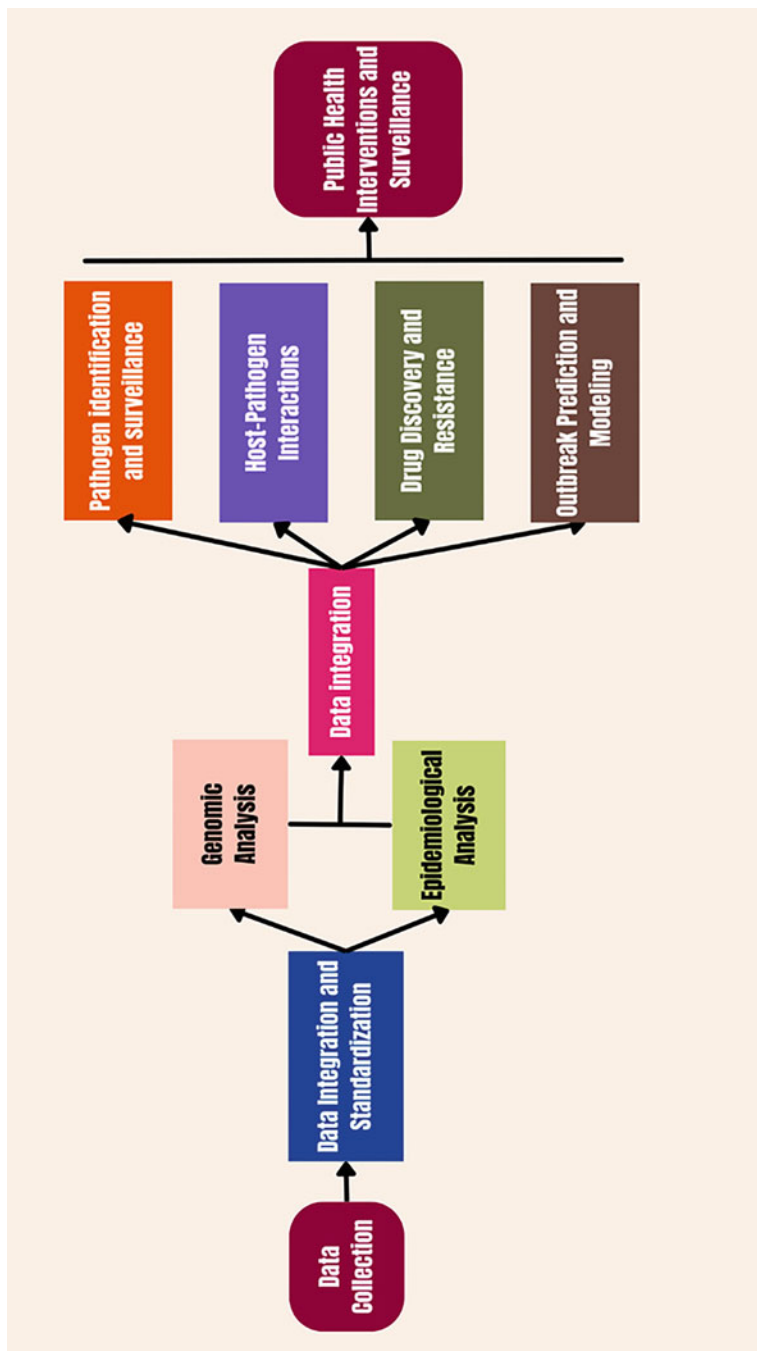 Data
Collection
Data Integration and
Standardization
Genomic
Analysis
Epidemiological
Analysis
Data integration
Pathogen identification
and surveillance
Host-Pathogen
Interactions
Drug Discovery and
Resistance
Outbreak Prediction and
Modeling
Public Health
Interventions and
Surveillance